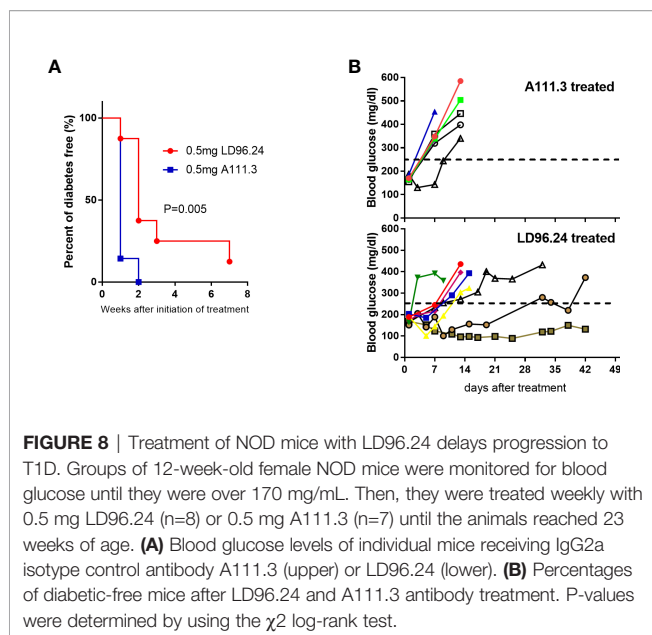 A
Percent of diabetes free (%)
100
50
0
0 2 4 6 8
Weeks after initiation of treatment
0.5mg LD96.24
0.5mg A111.3
P=0.005
B
Blood glucose (mg/dl)
600
500
400
300
200
100
0
A111.3 treated
Blood glucose (mg/dl)
600
500
400
300
200
100
0
LD96.24 treated
0 7 14 21 28 35 42 49
days after treatment
FIGURE 8 | Treatment of NOD mice with LD96.24 delays progression to
T1D. Groups of 12-week-old female NOD mice were monitored for blood
glucose until they were over 170 mg/mL. Then, they were treated weekly with
0.5 mg LD96.24 (n=8) or 0.5 mg A111.3 (n=7) until the animals reached 23
weeks of age. (A) Blood glucose levels of individual mice receiving IgG2a
isotype control antibody A111.3 (upper) or LD96.24 (lower). (B) Percentages
of diabetic-free mice after LD96.24 and A111.3 antibody treatment. P-values
were determined by using the χ2 log-rank test.